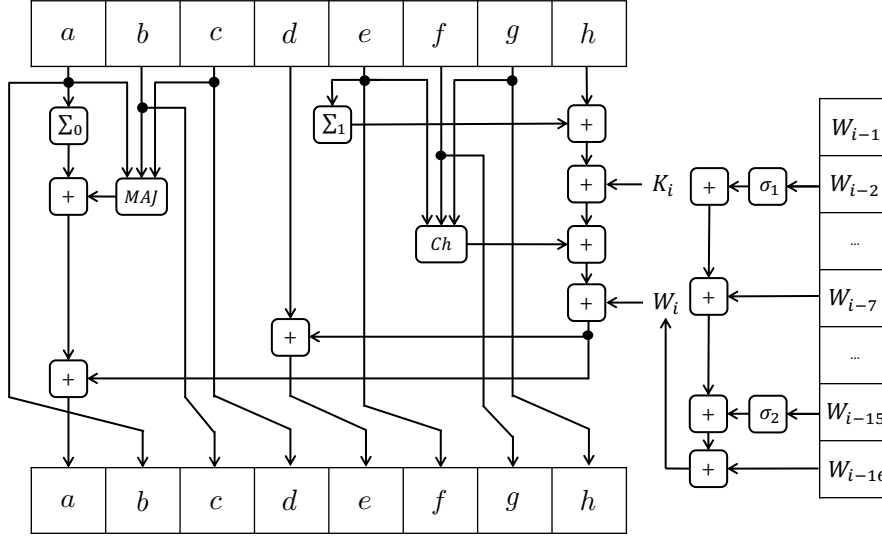 a b c d e f g h
Σ₀ Σ₁ +
W_{i-1}
+ MAJ + K_i + σ₁ W_{i-2}
Ch + ...
+ W_i + W_{i-7}
+
+ ...
+ σ₂ W_{i-15}
+ W_{i-16}
a b c d e f g h